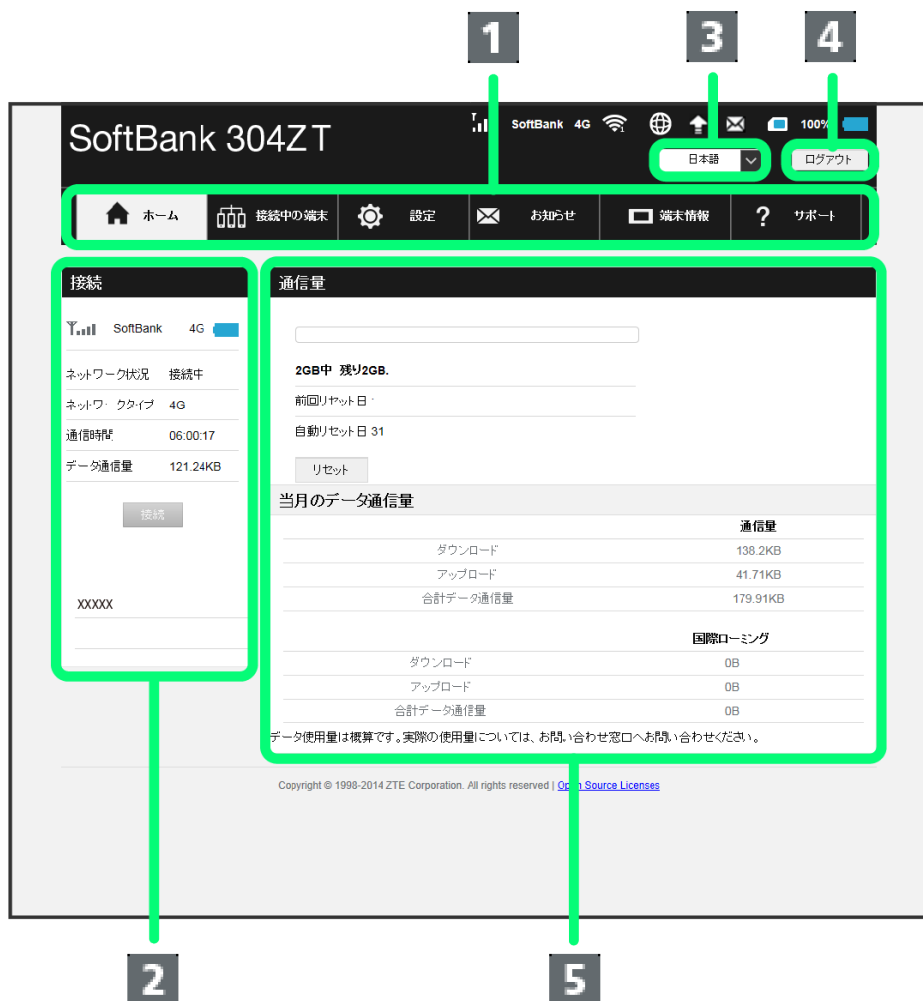 1 3 4
SoftBank 304ZT
SoftBank 4G 1 100%
日本語 ログアウト
ホーム 接続中の端末 設定 お知らせ 端末情報 ? サポート
接続
SoftBank 4G
ネットワーク状況 接続中
ネットワークタイプ 4G
通信時間 06:00:17
データ通信量 121.24KB
接続
XXXXX
通信量
2GB中 残り2GB.
前回リセット日
自動リセット日 31
リセット
当月のデータ通信量
通信量
ダウンロード 138.2KB
アップロード 41.71KB
合計データ通信量 179.91KB
国際ローミング
ダウンロード 0B
アップロード 0B
合計データ通信量 0B
データ使用量は概算です。実際の使用量については、お問い合わせ窓口へお問い合わせください。
Copyright © 1998-2014 ZTE Corporation. All rights reserved | Open Source Licenses
2 5